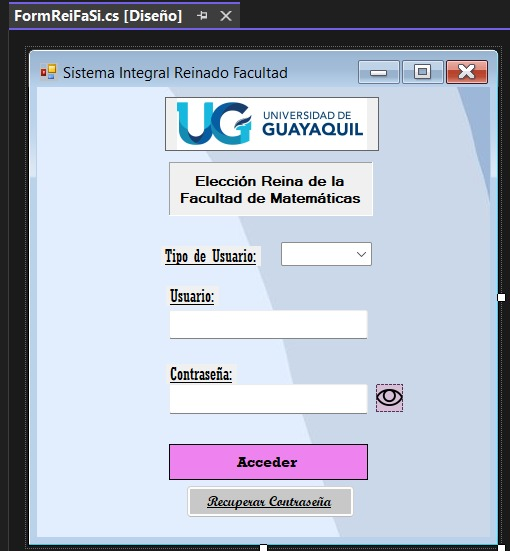 FormReiFaSi.cs [Diseño]
Sistema Integral Reinado Facultad
UG UNIVERSIDAD DE
GUAYAQUIL
Elección Reina de la
Facultad de Matemáticas
Tipo de Usuario:
Usuario:
Contraseña:
Acceder
Recuperar Contraseña